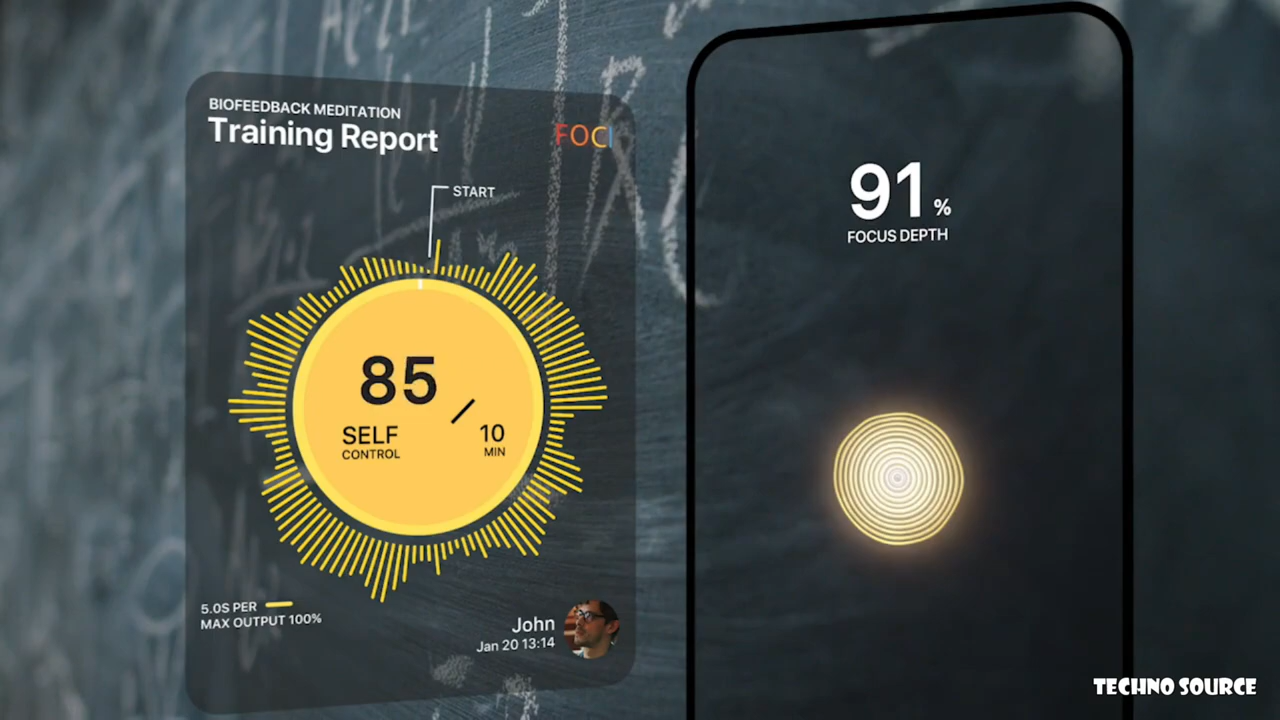 BIOFEEDBACK MEDITATION
Training Report
FOCI
START
85
SELF
CONTROL
/
10
MIN
5.0S PER
MAX OUTPUT 100%
John
Jan 20 13:14
91 %
FOCUS DEPTH
TECHNO SOURCE